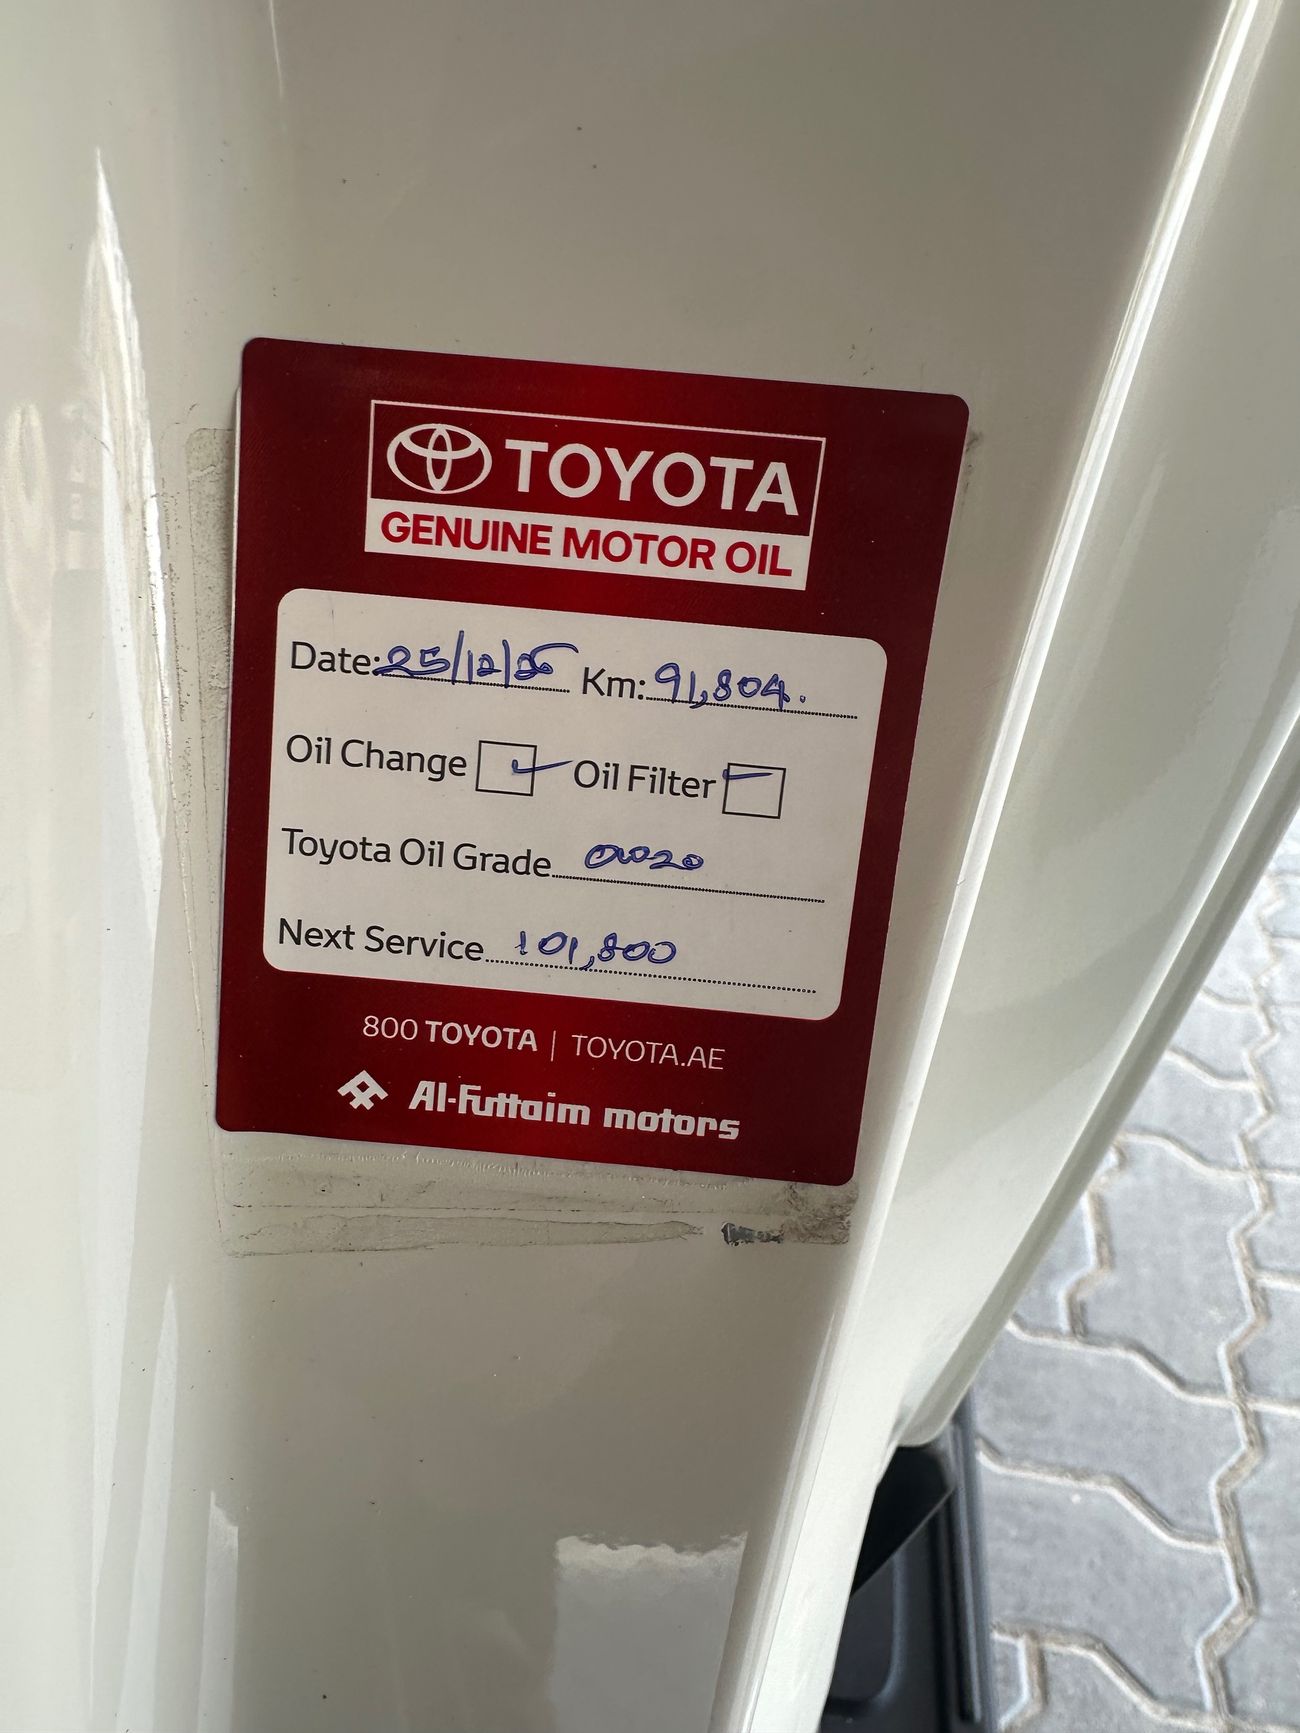 TOYOTA
GENUINE MOTOR OIL
Date: 25/12/25 Km: 91,804.
Oil Change Oil Filter
Toyota Oil Grade 0w20
Next Service 101,800
800 TOYOTA | TOYOTA.AE
Al-Futtaim motors